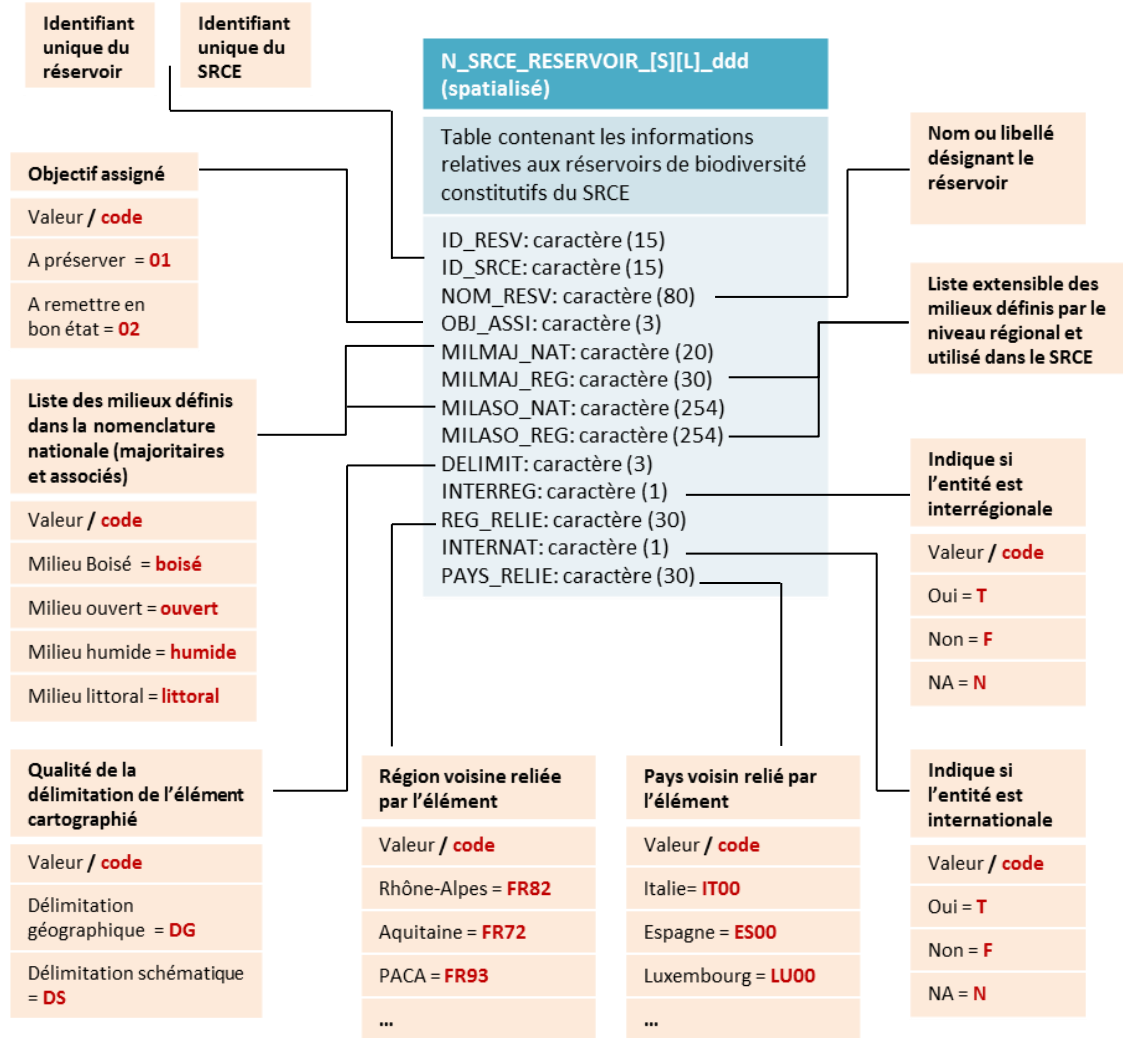 Identifiant
unique du
réservoir
Identifiant
unique du
SRCE
N_SRCE_RESERVOIR_[S][L]_ddd
(spatialisé)
Table contenant les informations
relatives aux réservoirs de biodiversité
constitutifs du SRCE
ID_RESV: caractère (15)
ID_SRCE: caractère (15)
NOM_RESV: caractère (80)
OBJ_ASSI: caractère (3)
MILMAJ_NAT: caractère (20)
MILMAJ_REG: caractère (30)
MILASO_NAT: caractère (254)
MILASO_REG: caractère (254)
DELIMIT: caractère (3)
INTERREG: caractère (1)
REG_RELIE: caractère (30)
INTERNAT: caractère (1)
PAYS_RELIE: caractère (30)
Objectif assigné
Valeur / code
A préserver = 01
A remettre en
bon état = 02
Liste des milieux définis
dans la nomenclature
nationale (majoritaires
et associés)
Valeur / code
Milieu Boisé = boisé
Milieu ouvert = ouvert
Milieu humide = humide
Milieu littoral = littoral
Qualité de la
délimitation de l'élément
cartographié
Valeur / code
Délimitation
géographique = DG
Délimitation schématique
= DS
Région voisine reliée
par l'élément
Valeur / code
Rhône-Alpes = FR82
Aquitaine = FR72
PACA = FR93
...
Pays voisin relié par
l'élément
Valeur / code
Italie= IT00
Espagne = ES00
Luxembourg = LU00
...
Nom ou libellé
désignant le
réservoir
Liste extensible des
milieux définis par le
niveau régional et
utilisé dans le SRCE
Indique si
l'entité est
interrégionale
Valeur / code
Oui = T
Non = F
NA = N
Indique si
l'entité est
internationale
Valeur / code
Oui = T
Non = F
NA = N